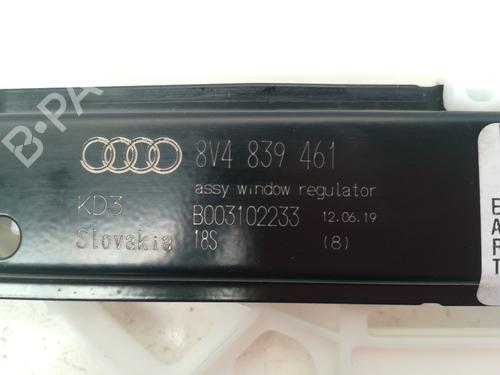 8V4 839 461
assy window regulator
KD3 B003102233 12.06.19
Slovakia 18S (8)
B-PA
E
A
R
T